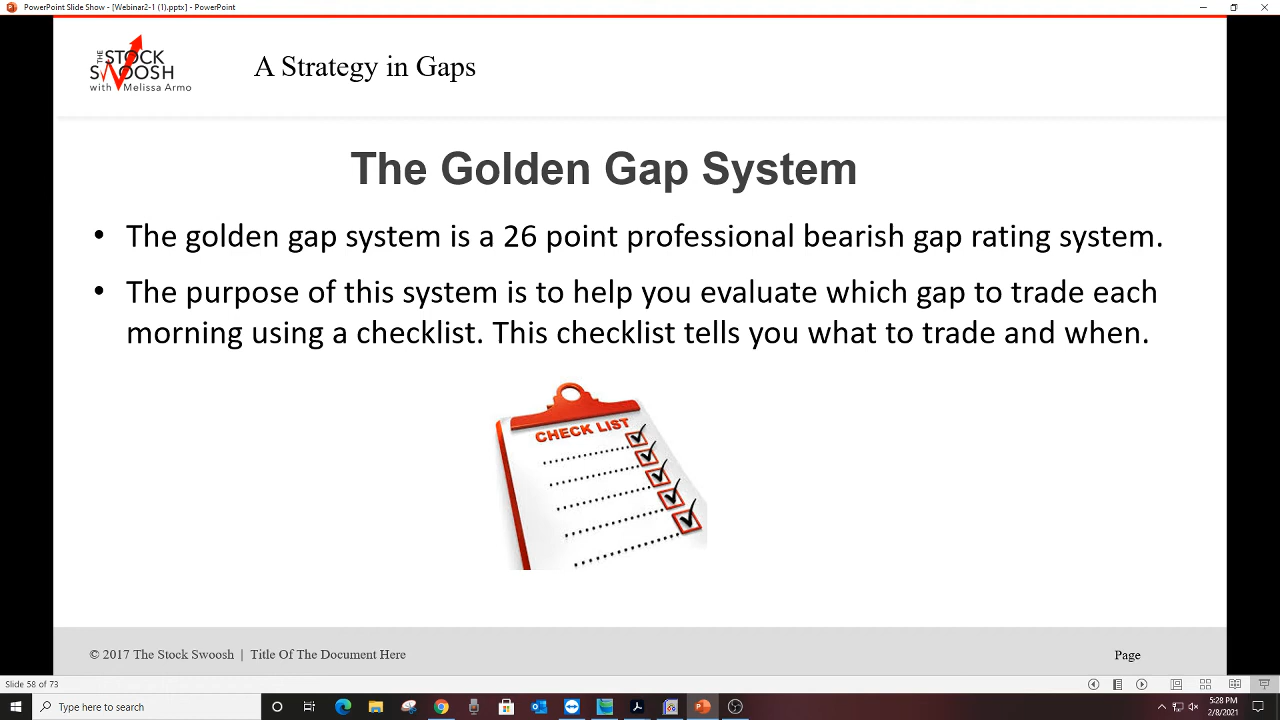 PowerPoint Slide Show - [Webinar2-1 (1).pptx] - PowerPoint
THE
STOCK
SWOOSH
with Melissa Armo
A Strategy in Gaps
The Golden Gap System
• The golden gap system is a 26 point professional bearish gap rating system.
• The purpose of this system is to help you evaluate which gap to trade each
morning using a checklist. This checklist tells you what to trade and when.
CHECK LIST
© 2017 The Stock Swoosh | Title Of The Document Here
Page
Slide 58 of 73
Type here to search
5:28 PM
2/8/2021